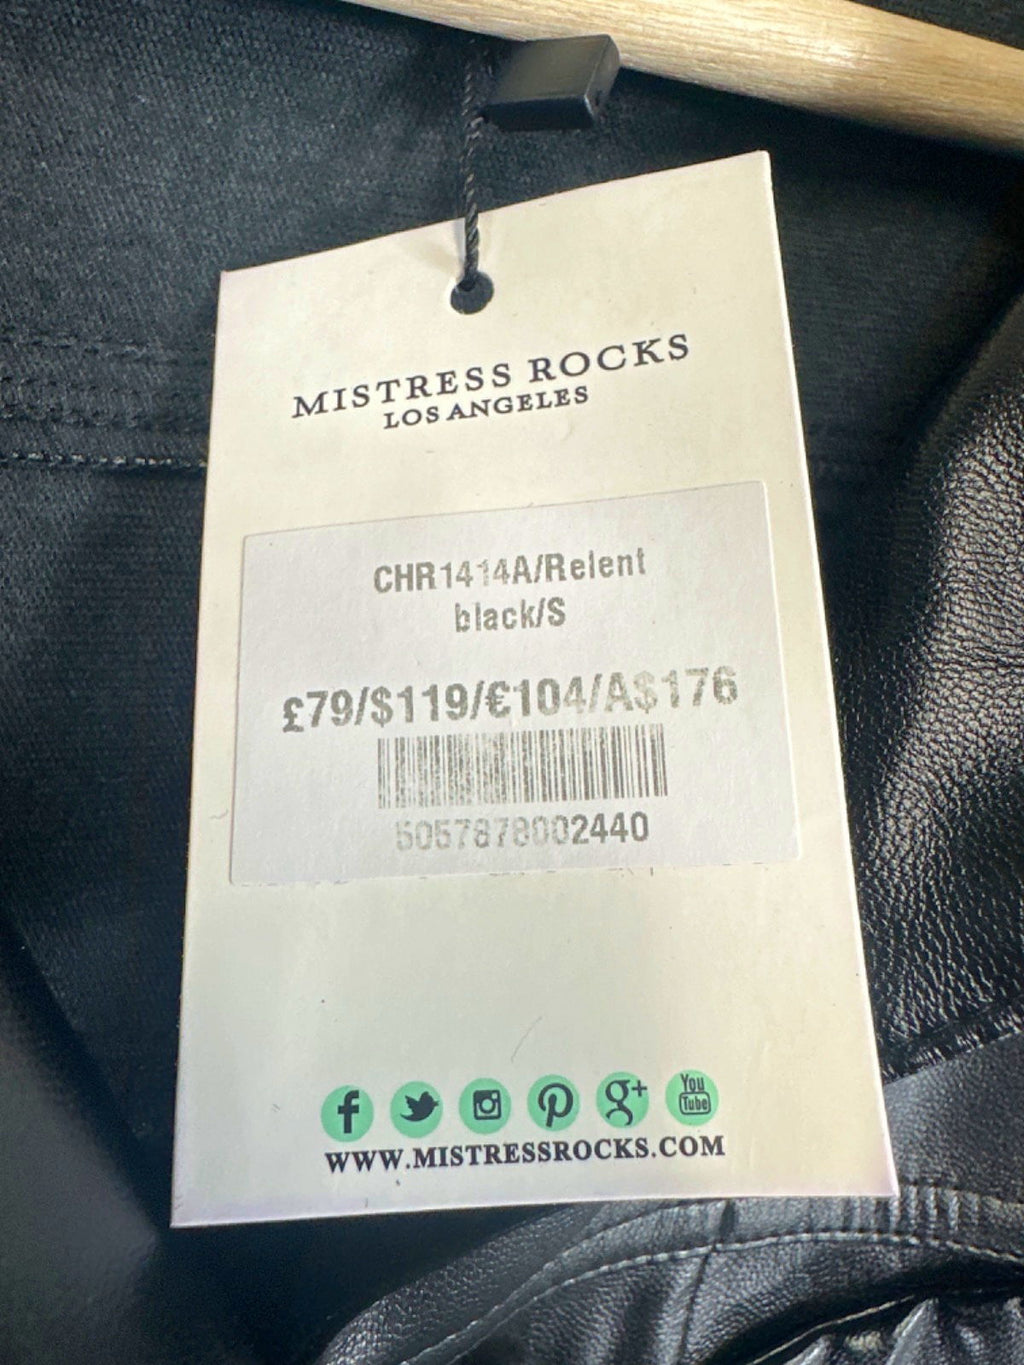 MISTRESS ROCKS
LOS ANGELES
CHR1414A/Relent
black/S
£79/$119/€104/A$176
5057878002440
f
g+
You
Tube
WWW.MISTRESSROCKS.COM